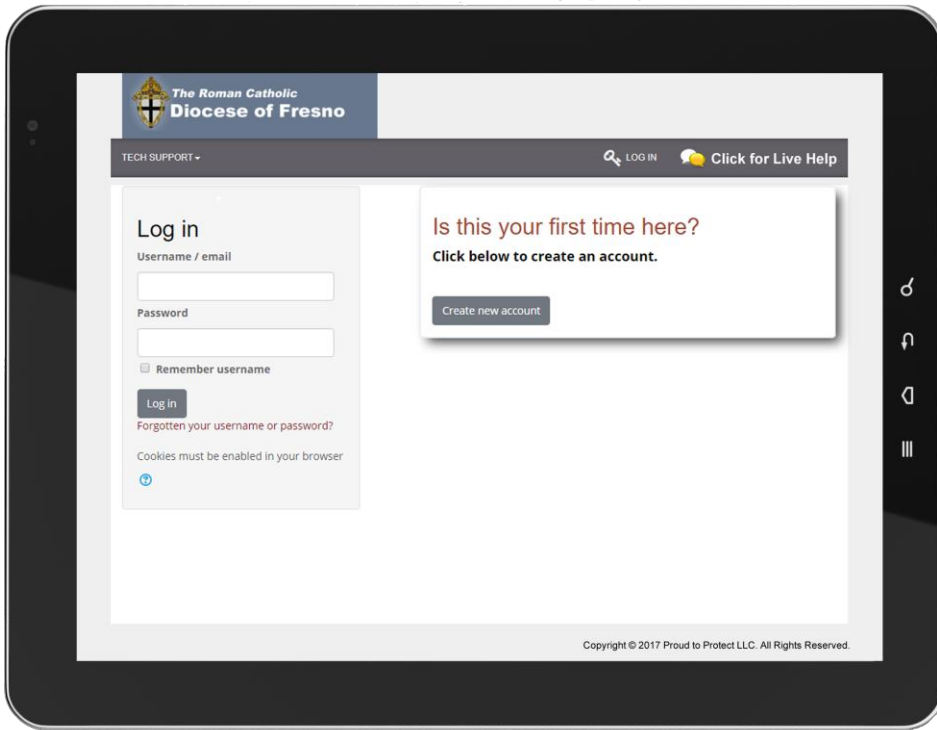 The Roman Catholic
Diocese of Fresno
TECH SUPPORT
LOG IN
Click for Live Help
Log in
Username / email
Password
Remember username
Log in
Forgotten your username or password?
Cookies must be enabled in your browser
?
Is this your first time here?
Click below to create an account.
Create new account
Copyright © 2017 Proud to Protect LLC. All Rights Reserved.